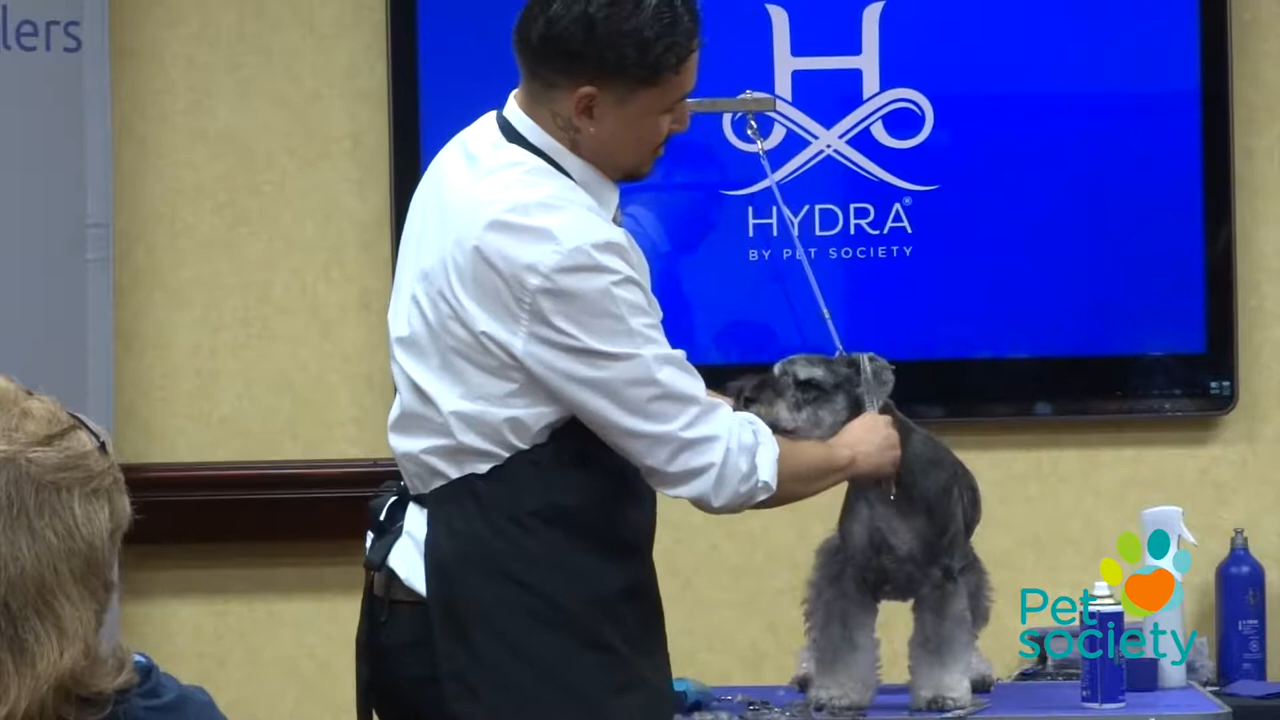 lers
H
HYDRA®
BY PET SOCIETY
Pet
society